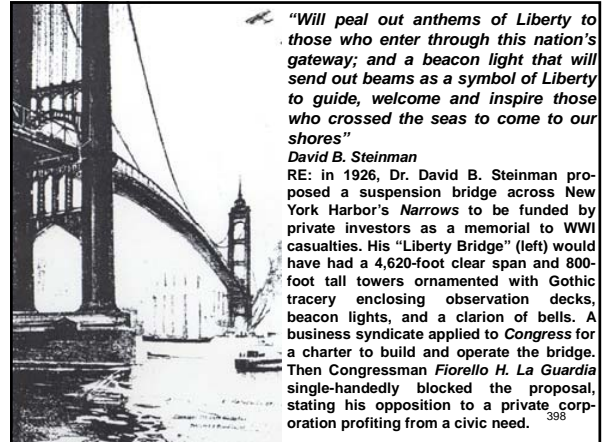 “Will peal out anthems of Liberty to
those who enter through this nation’s
gateway; and a beacon light that will
send out beams as a symbol of Liberty
to guide, welcome and inspire those
who crossed the seas to come to our
shores”
David B. Steinman
RE: in 1926, Dr. David B. Steinman pro-
posed a suspension bridge across New
York Harbor’s Narrows to be funded by
private investors as a memorial to WWI
casualties. His “Liberty Bridge” (left) would
have had a 4,620-foot clear span and 800-
foot tall towers ornamented with Gothic
tracery enclosing observation decks,
beacon lights, and a clarion of bells. A
business syndicate applied to Congress for
a charter to build and operate the bridge.
Then Congressman Fiorello H. La Guardia
single-handedly blocked the proposal,
stating his opposition to a private corp-
oration profiting from a civic need.
398